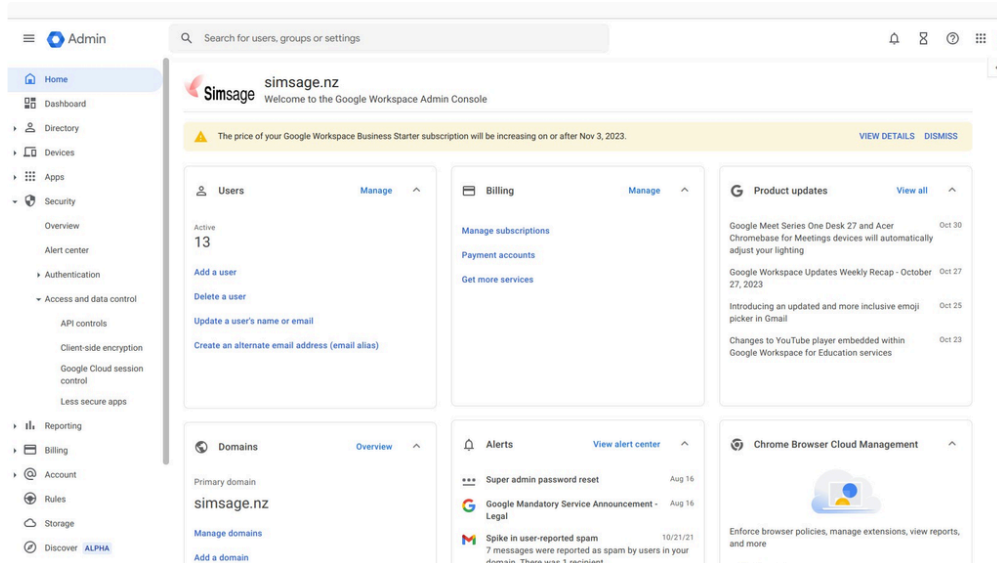 Admin
Search for users, groups or settings
Home
Dashboard
Directory
Devices
Apps
Security
Overview
Alert center
Authentication
Access and data control
API controls
Client-side encryption
Google Cloud session
control
Less secure apps
Reporting
Billing
Account
Rules
Storage
Discover ALPHA
Simsage
simsage.nz
Welcome to the Google Workspace Admin Console
The price of your Google Workspace Business Starter subscription will be increasing on or after Nov 3, 2023.
VIEW DETAILS DISMISS
Users Manage
Active
13
Add a user
Delete a user
Update a user's name or email
Create an alternate email address (email alias)
Billing Manage
Manage subscriptions
Payment accounts
Get more services
Product updates View all
Google Meet Series One Desk 27 and Acer Oct 30
Chromebase for Meetings devices will automatically
adjust your lighting
Google Workspace Updates Weekly Recap - October Oct 27
27, 2023
Introducing an updated and more inclusive emoji Oct 25
picker in Gmail
Changes to YouTube player embedded within Oct 23
Google Workspace for Education services
Domains Overview
Primary domain
simsage.nz
Manage domains
Add a domain
Alerts View alert center
Super admin password reset Aug 16
Google Mandatory Service Announcement - Aug 16
Legal
Spike in user-reported spam 10/21/21
7 messages were reported as spam by users in your
domain. There was 1 recipient
Chrome Browser Cloud Management
Enforce browser policies, manage extensions, view reports,
and more